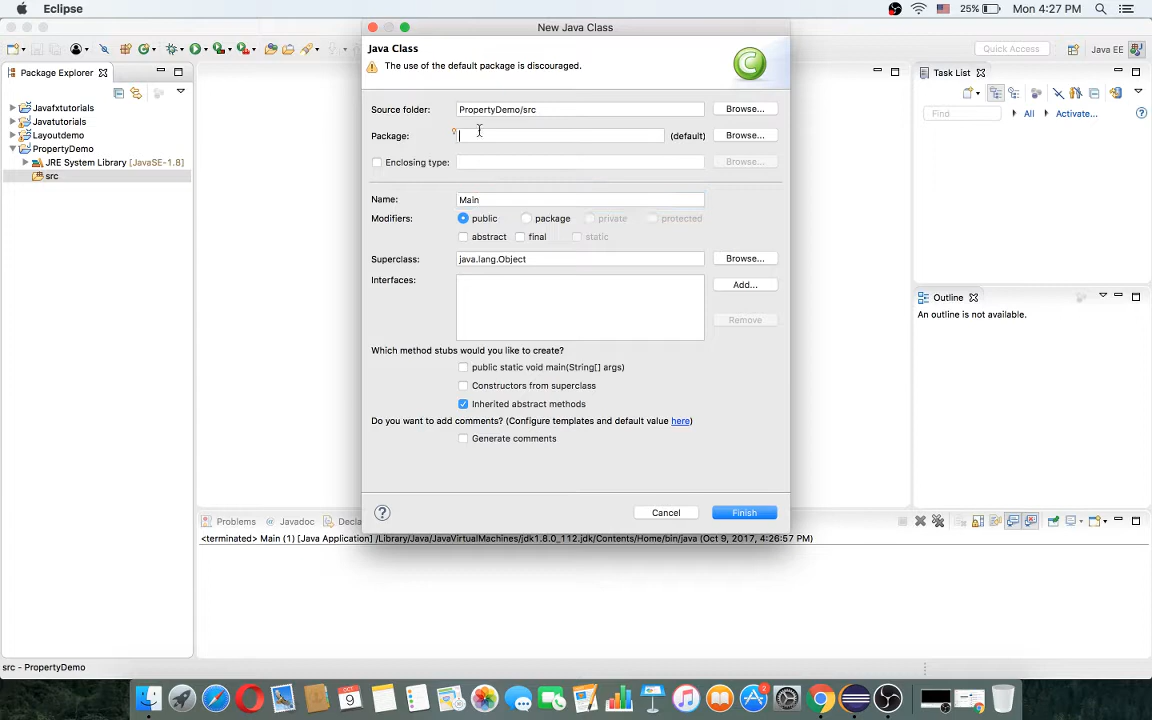 Eclipse
25%
Mon 4:27 PM
New Java Class
Java Class
The use of the default package is discouraged.
Quick Access
Java EE
Package Explorer
Javafxtutorials
Javatutorials
Layoutdemo
PropertyDemo
JRE System Library [JavaSE-1.8]
src
Source folder:
PropertyDemo/src
Browse...
Package:
(default)
Browse...
Enclosing type:
Browse...
Name:
Main
Modifiers:
public
package
private
protected
abstract
final
static
Superclass:
java.lang.Object
Browse...
Interfaces:
Add...
Remove
Which method stubs would you like to create?
public static void main(String[] args)
Constructors from superclass
Inherited abstract methods
Do you want to add comments? (Configure templates and default value here)
Generate comments
?
Cancel
Finish
Task List
Find
All
Activate...
Outline
An outline is not available.
Problems
@ Javadoc
Decla
<terminated> Main (1) [Java Application] /Library/Java/JavaVirtualMachines/jdk1.8.0_112.jdk/Contents/Home/bin/java (Oct 9, 2017, 4:26:57 PM)
src - PropertyDemo
OCT
9
2